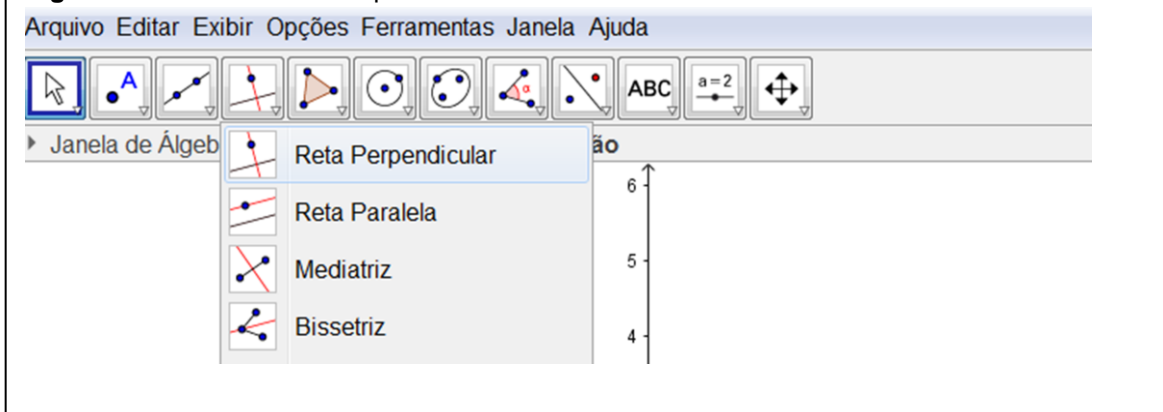 Arquivo Editar Exibir Opções Ferramentas Janela Ajuda
A α ABC a=2
Janela de Álgeb ão
Reta Perpendicular
Reta Paralela
Mediatriz
Bissetriz
6
5
4